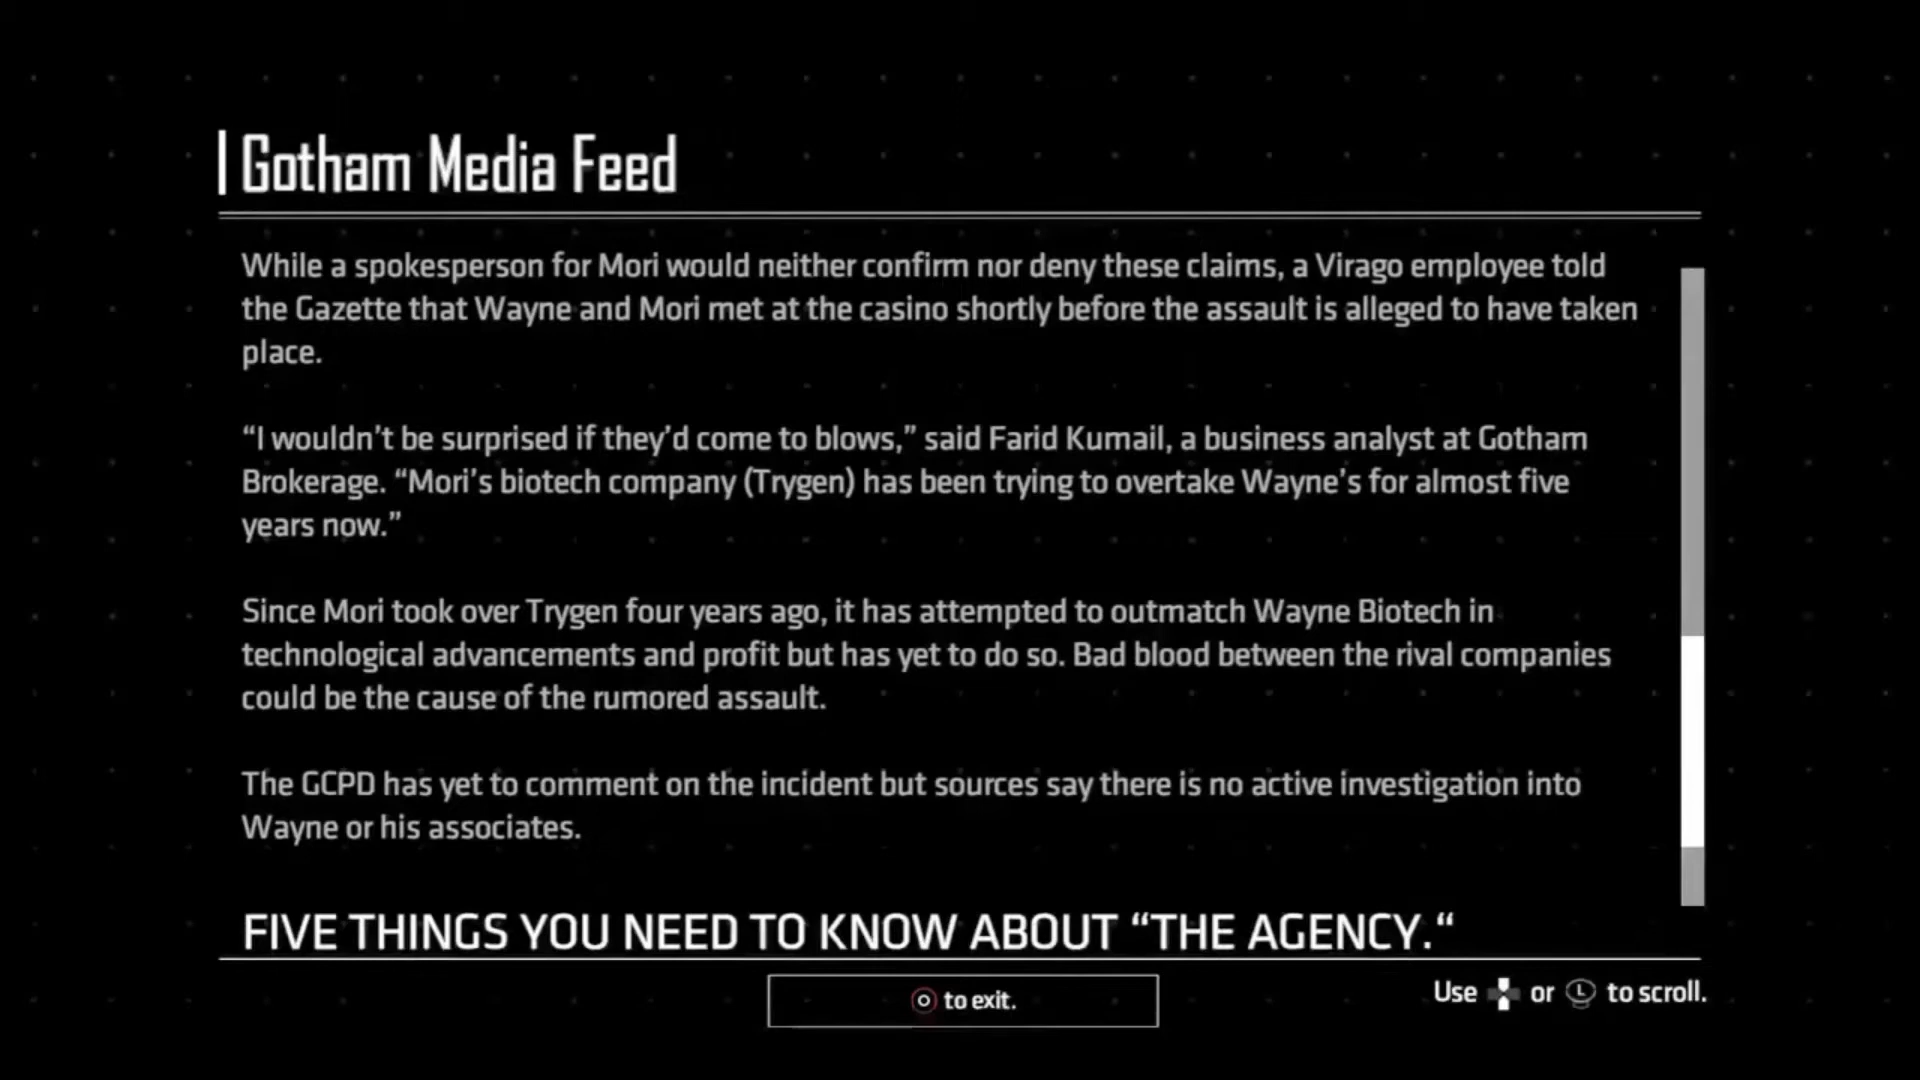 Gotham Media Feed
While a spokesperson for Mori would neither confirm nor deny these claims, a Virago employee told
the Gazette that Wayne and Mori met at the casino shortly before the assault is alleged to have taken
place.
“I wouldn’t be surprised if they’d come to blows,” said Farid Kumail, a business analyst at Gotham
Brokerage. “Mori’s biotech company (Trygen) has been trying to overtake Wayne’s for almost five
years now.”
Since Mori took over Trygen four years ago, it has attempted to outmatch Wayne Biotech in
technological advancements and profit but has yet to do so. Bad blood between the rival companies
could be the cause of the rumored assault.
The GCPD has yet to comment on the incident but sources say there is no active investigation into
Wayne or his associates.
FIVE THINGS YOU NEED TO KNOW ABOUT “THE AGENCY.“
to exit.
Use or L to scroll.